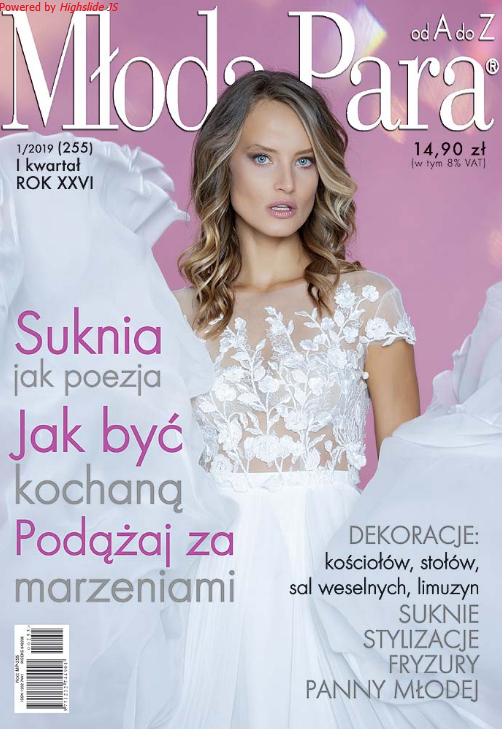 Powered by Highslide JS
od A do Z
Młoda Para®
1/2019 (255)
I kwartał
ROK XXVI
14,90 zł
(w tym 8% VAT)
Suknia
jak poezja
Jak być
kochaną
Podążaj za
marzeniami
DEKORACJE:
kościołów, stołów,
sal weselnych, limuzyn
SUKNIE
STYLIZACJE
FRYZURY
PANNY MŁODEJ